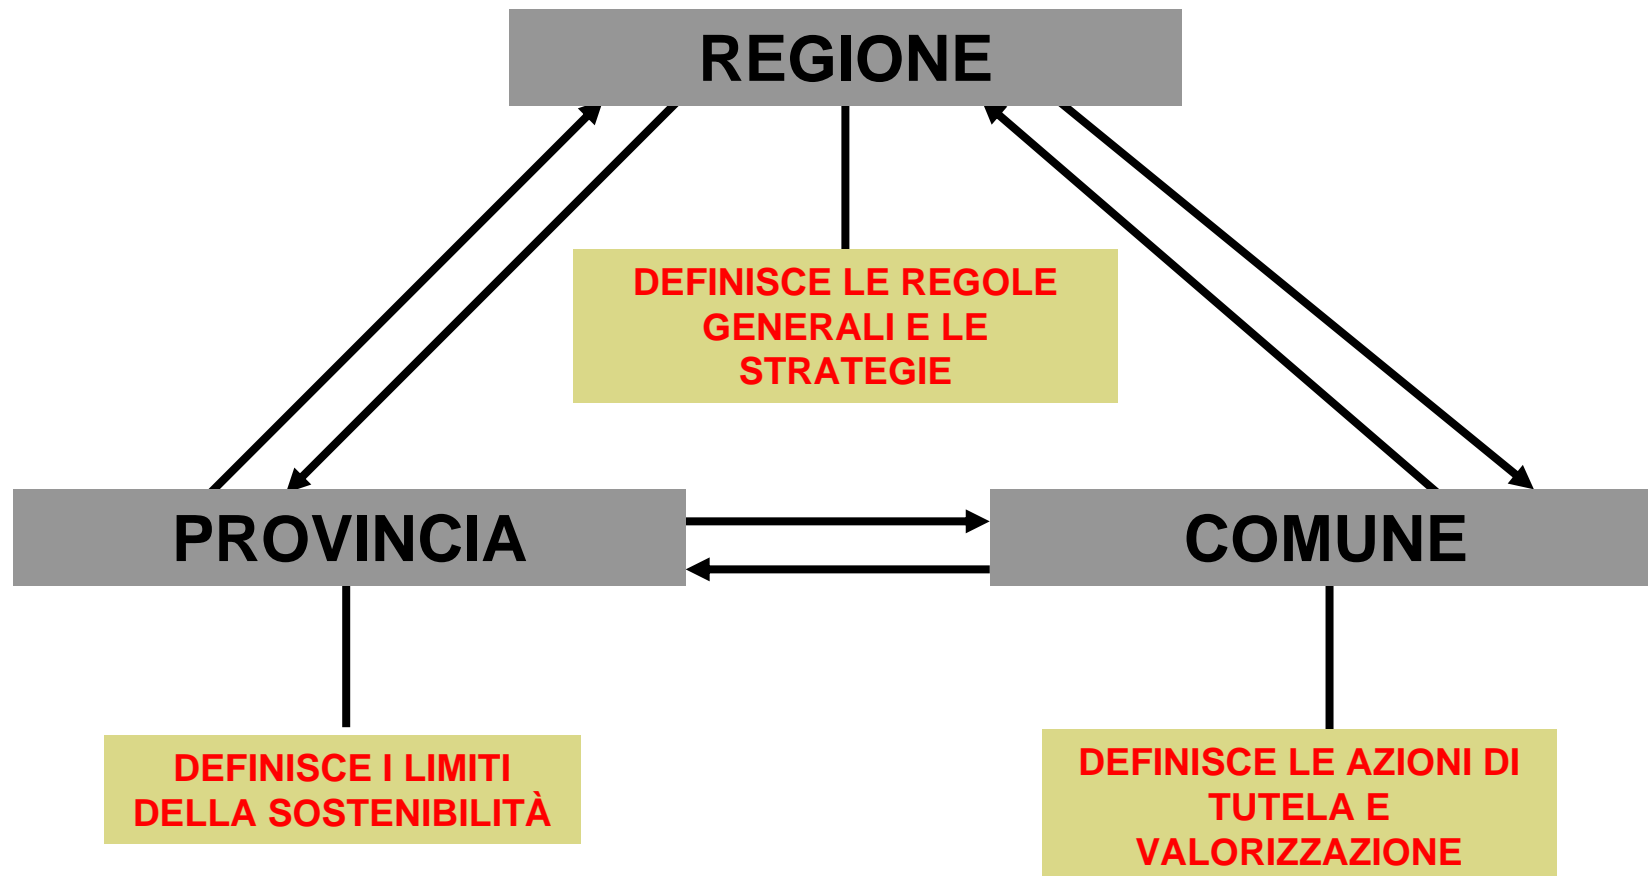 REGIONE
DEFINISCE LE REGOLE
GENERALI E LE
STRATEGIE
PROVINCIA
COMUNE
DEFINISCE I LIMITI
DELLA SOSTENIBILITÀ
DEFINISCE LE AZIONI DI
TUTELA E
VALORIZZAZIONE